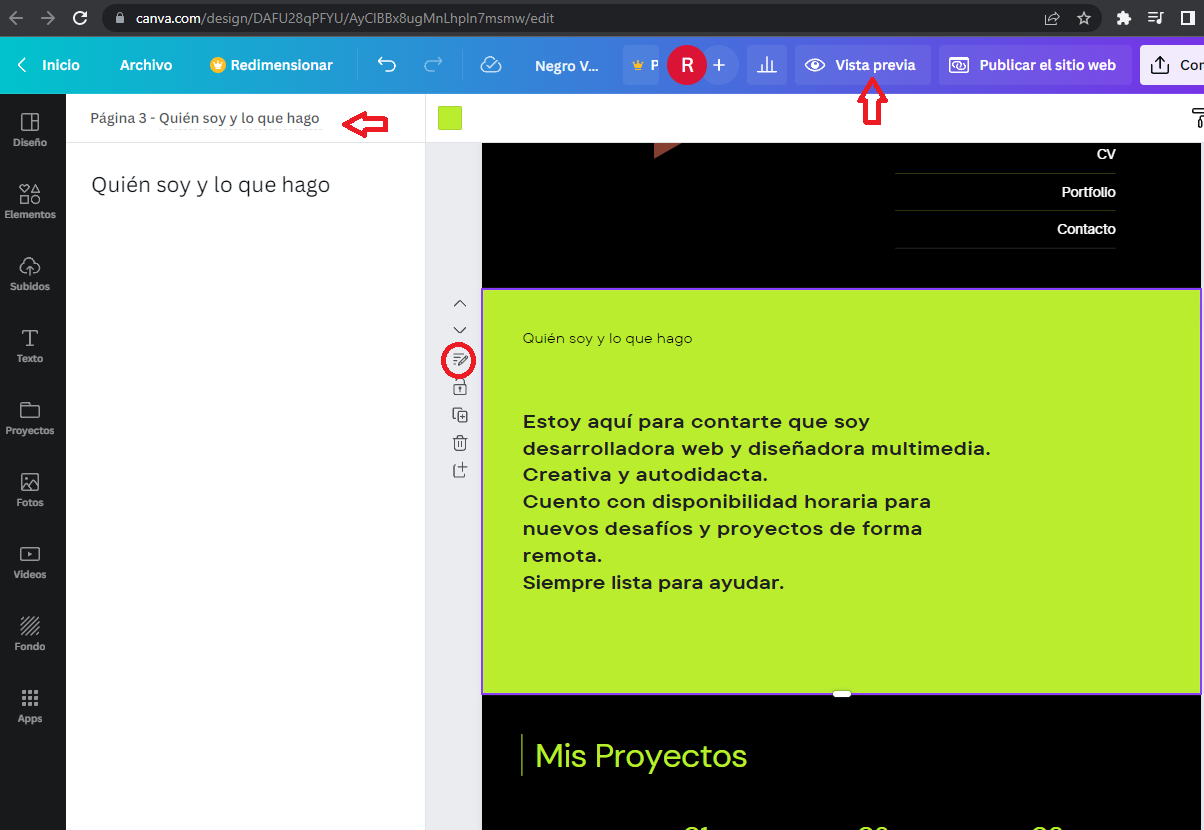 canva.com/design/DAFU28qPFYU/AyClBBx8ugMnLhpln7msmw/edit
Inicio
Archivo
Redimensionar
Negro V...
P
R
+
Vista previa
Publicar el sitio web
Con
Diseño
Elementos
Subidos
Texto
Proyectos
Fotos
Videos
Fondo
Apps
Página 3 - Quién soy y lo que hago
Quién soy y lo que hago
CV
Portfolio
Contacto
Quién soy y lo que hago
Estoy aquí para contarte que soy
desarrolladora web y diseñadora multimedia.
Creativa y autodidacta.
Cuento con disponibilidad horaria para
nuevos desafíos y proyectos de forma
remota.
Siempre lista para ayudar.
Mis Proyectos